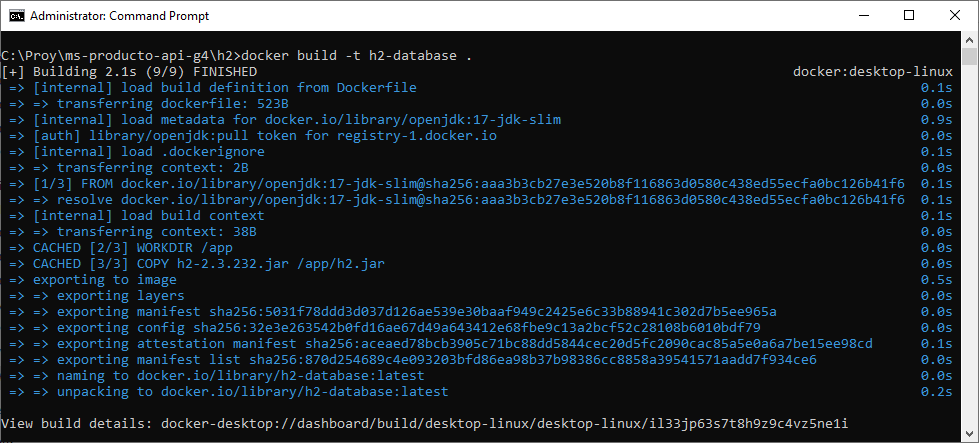 Administrator: Command Prompt
C:\Proy\ms-producto-api-g4\h2>docker build -t h2-database .
[+] Building 2.1s (9/9) FINISHED docker:desktop-linux
=> [internal] load build definition from Dockerfile 0.1s
=> => transferring dockerfile: 523B 0.0s
=> [internal] load metadata for docker.io/library/openjdk:17-jdk-slim 0.9s
=> [auth] library/openjdk:pull token for registry-1.docker.io 0.0s
=> [internal] load .dockerignore 0.1s
=> => transferring context: 2B 0.0s
=> [1/3] FROM docker.io/library/openjdk:17-jdk-slim@sha256:aaa3b3cb27e3e520b8f116863d0580c438ed55ecfa0bc126b41f6 0.1s
=> => resolve docker.io/library/openjdk:17-jdk-slim@sha256:aaa3b3cb27e3e520b8f116863d0580c438ed55ecfa0bc126b41f6 0.1s
=> [internal] load build context 0.1s
=> => transferring context: 38B 0.0s
=> CACHED [2/3] WORKDIR /app 0.0s
=> CACHED [3/3] COPY h2-2.3.232.jar /app/h2.jar 0.0s
=> exporting to image 0.5s
=> => exporting layers 0.0s
=> => exporting manifest sha256:5031f78ddd3d037d126ae539e30baaf949c2425e6c33b88941c302d7b5ee965a 0.0s
=> => exporting config sha256:32e3e263542b0fd16ae67d49a643412e68fbe9c13a2bcf52c28108b6010bdf79 0.0s
=> => exporting attestation manifest sha256:aceaed78bcb3905c71bc88dd5844cec20d5fc2090cac85a5e0a6a7be15ee98cd 0.1s
=> => exporting manifest list sha256:870d254689c4e093203bfd86ea98b37b98386cc8858a39541571aadd7f934ce6 0.0s
=> => naming to docker.io/library/h2-database:latest 0.0s
=> => unpacking to docker.io/library/h2-database:latest 0.2s
View build details: docker-desktop://dashboard/build/desktop-linux/desktop-linux/il33jp63s7t8h9z9c4vz5ne1i